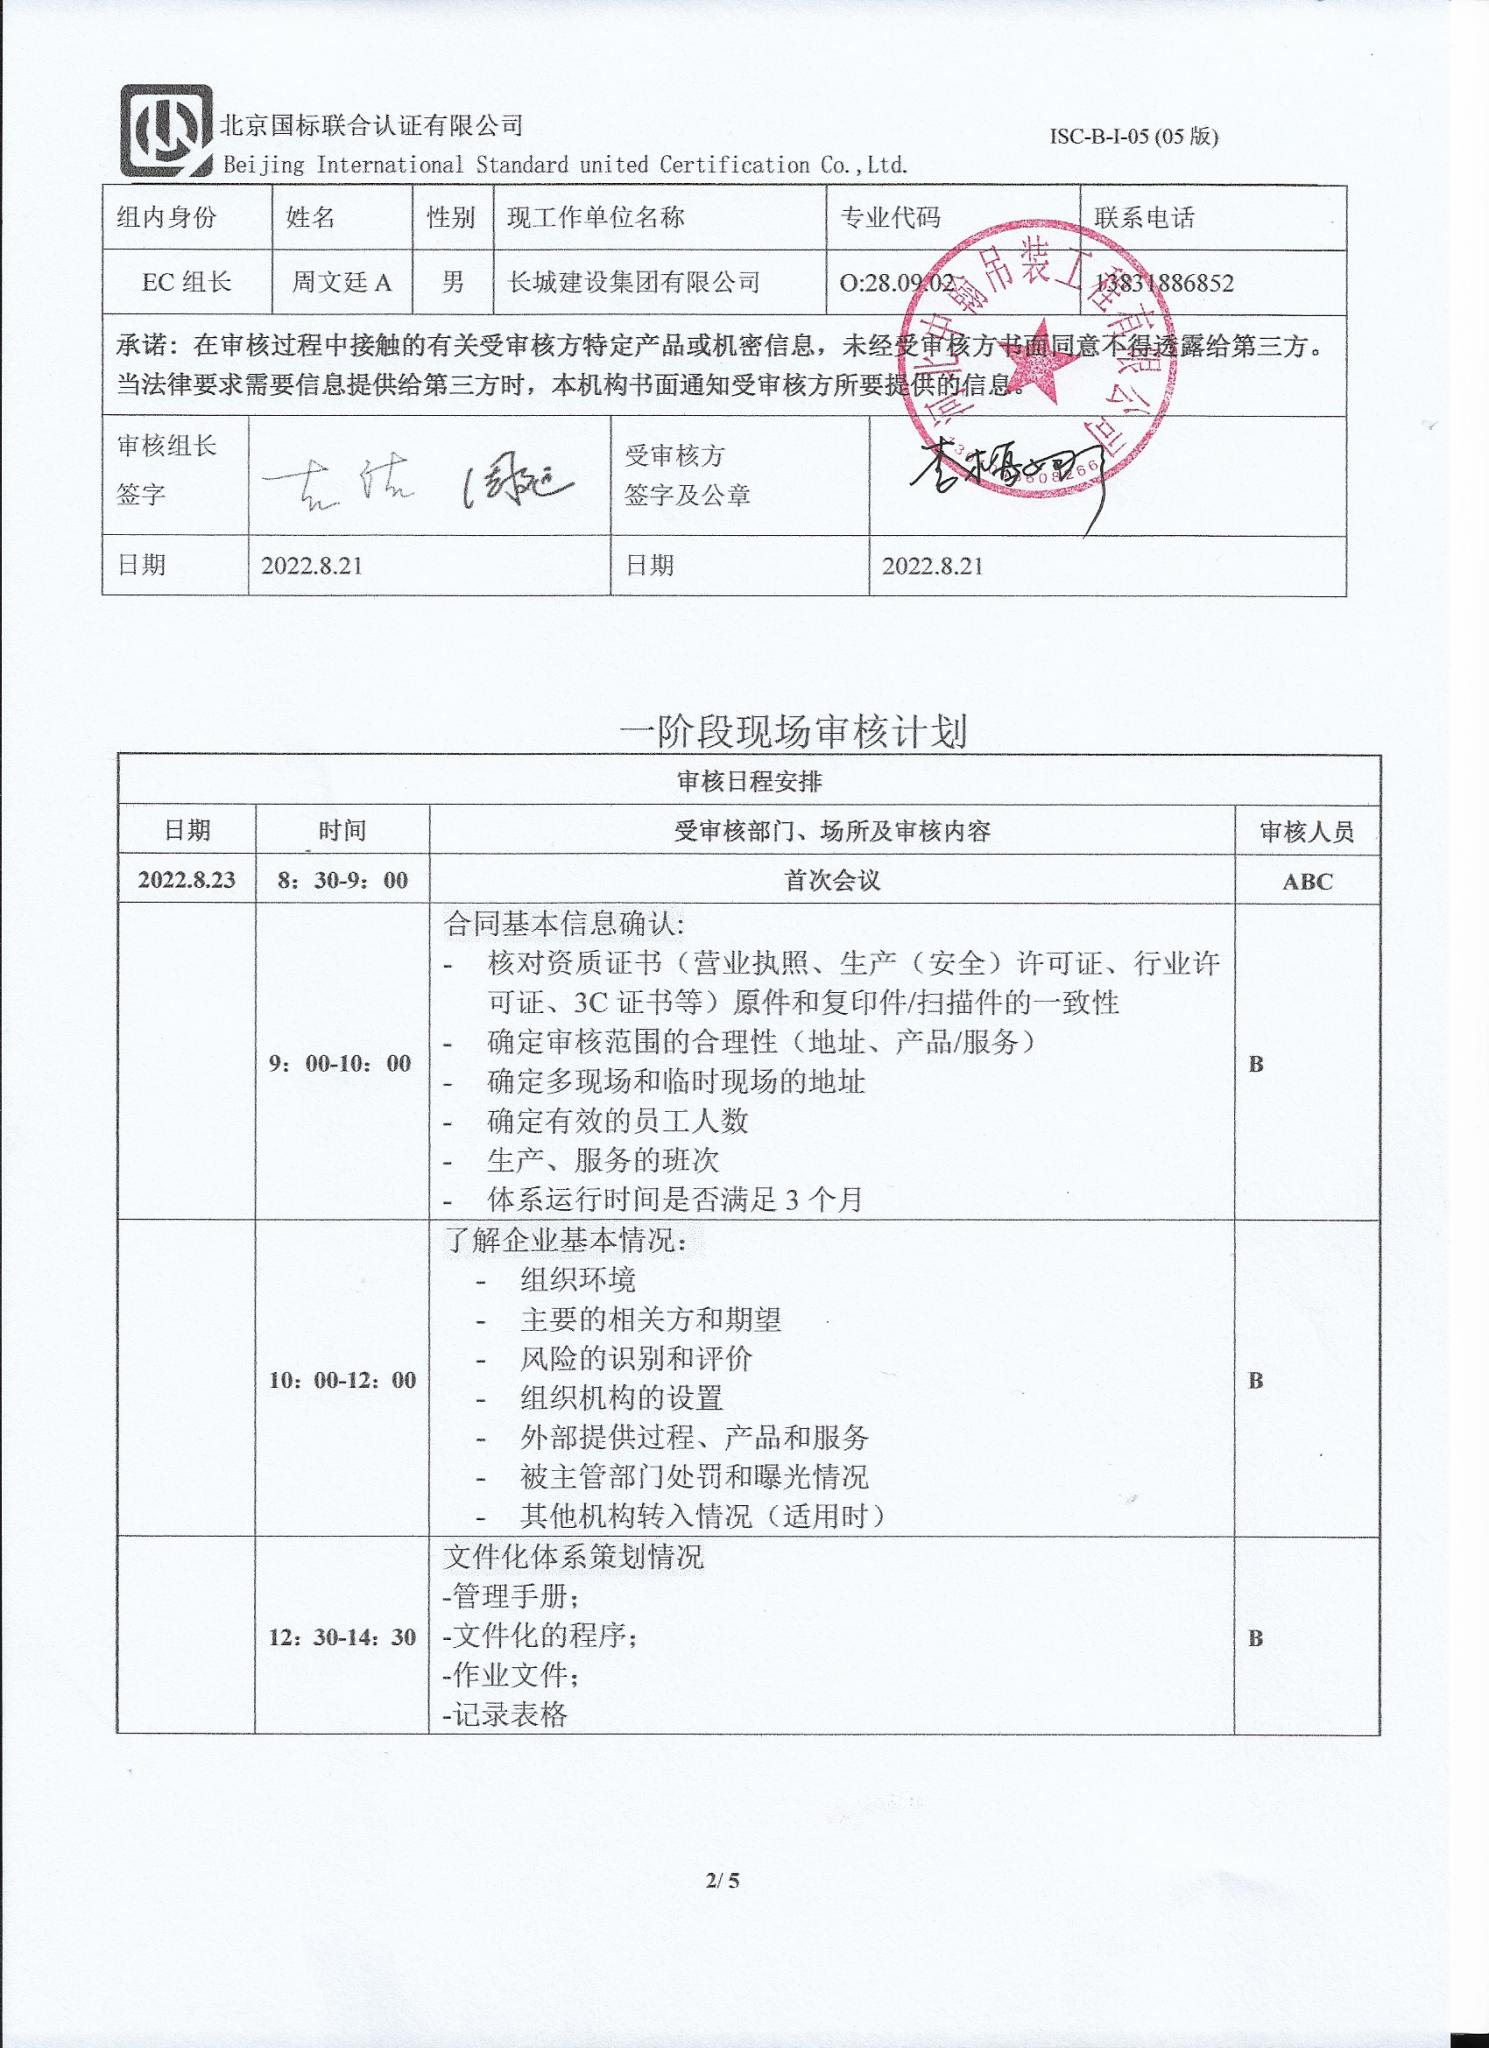 北京国标联合认证有限公司
Beijing International Standard united Certification Co.,Ltd.
ISC-B-I-05 (05 版)
组内身份 姓名 性别 现工作单位名称 专业代码 联系电话
EC 组长 周文廷 A 男 长城建设集团有限公司 O:28.09.02 13831886852
承诺：在审核过程中接触的有关受审核方特定产品或机密信息，未经受审核方书面同意不得透露给第三方。
当法律要求需要信息提供给第三方时，本机构书面通知受审核方所要提供的信息。
河北中翰吊装工程有限公司
审核组长
签字
受审核方
签字及公章
日期 2022.8.21 日期 2022.8.21
一阶段现场审核计划
审核日程安排
日期 时间 受审核部门、场所及审核内容 审核人员
2022.8.23 8：30-9：00 首次会议 ABC
合同基本信息确认:
- 核对资质证书（营业执照、生产（安全）许可证、行业许
可证、3C 证书等）原件和复印件/扫描件的一致性
- 确定审核范围的合理性（地址、产品/服务）
9：00-10：00 B
- 确定多现场和临时现场的地址
- 确定有效的员工人数
- 生产、服务的班次
- 体系运行时间是否满足 3 个月
了解企业基本情况：
- 组织环境
- 主要的相关方和期望
- 风险的识别和评价
10：00-12：00 B
- 组织机构的设置
- 外部提供过程、产品和服务
- 被主管部门处罚和曝光情况
- 其他机构转入情况（适用时）
文件化体系策划情况
-管理手册；
12：30-14：30 -文件化的程序； B
-作业文件；
-记录表格
2/ 5